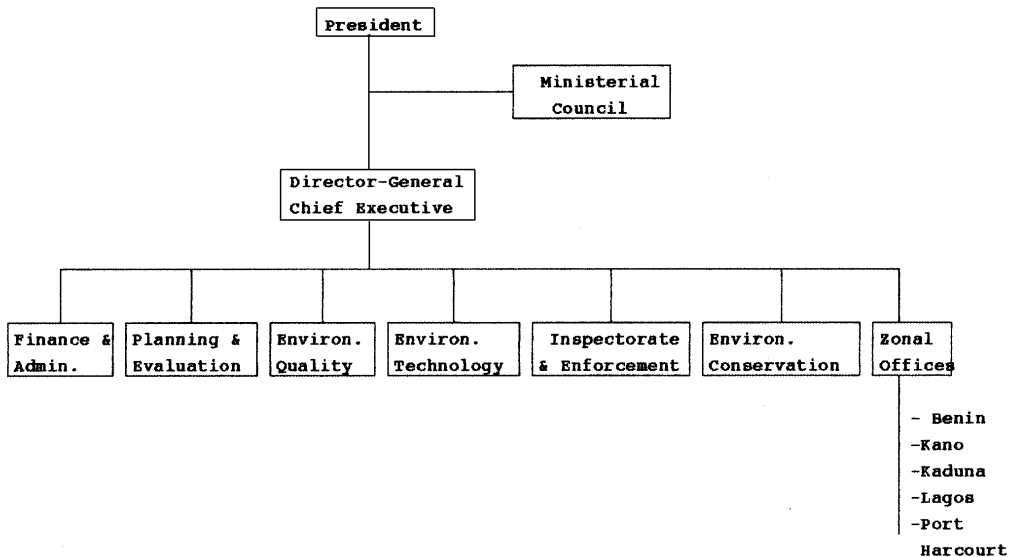 President
Ministerial
Council
Director-General
Chief Executive
Finance &
Admin.
Planning &
Evaluation
Environ.
Quality
Environ.
Technology
Inspectorate
& Enforcement
Environ.
Conservation
Zonal
Offices
- Benin
-Kano
-Kaduna
-Lagos
-Port
Harcourt